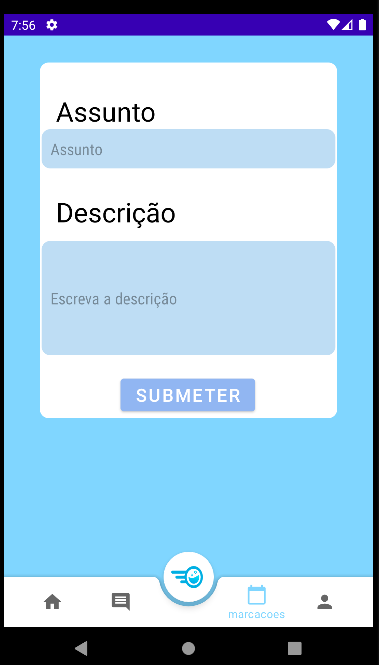 7:56
Assunto
Assunto
Descrição
Escreva a descrição
SUBMETER
marcacoes